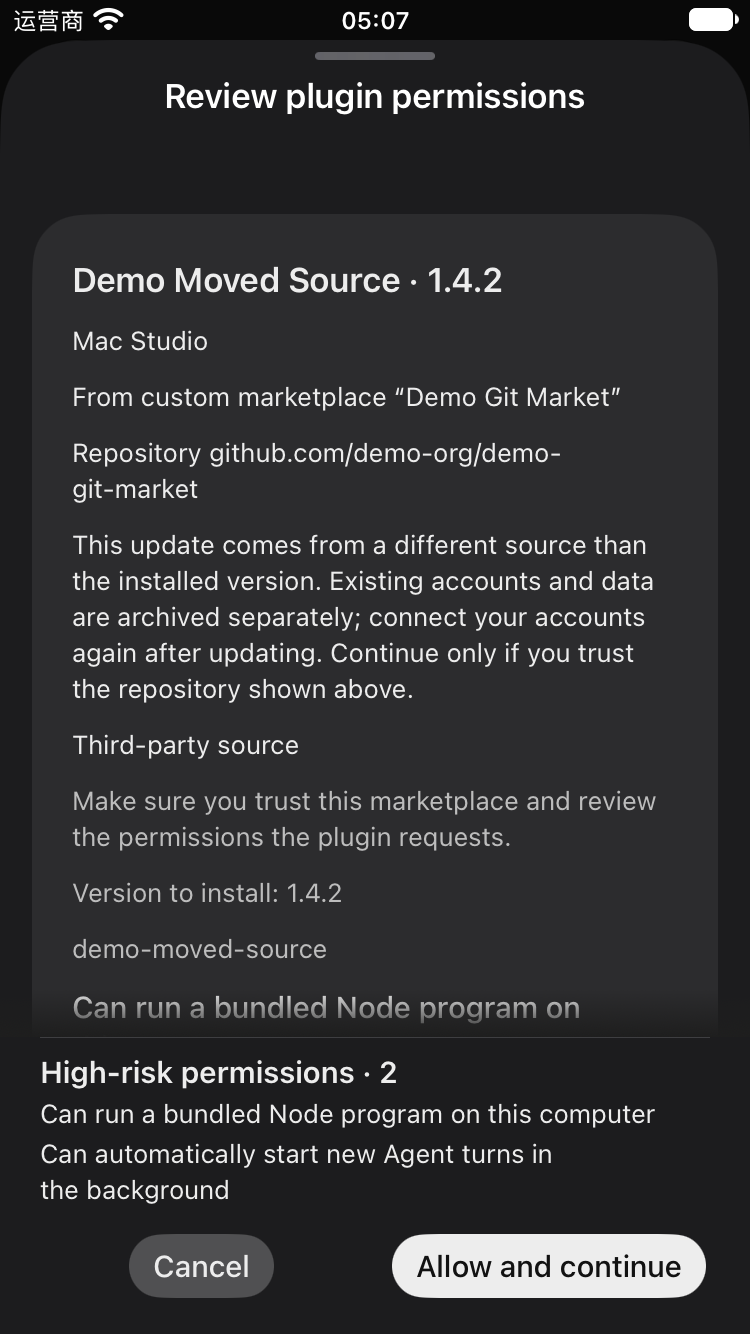 运营商
05:07
Review plugin permissions
Demo Moved Source · 1.4.2
Mac Studio
From custom marketplace “Demo Git Market”
Repository github.com/demo-org/demo-
git-market
This update comes from a different source than
the installed version. Existing accounts and data
are archived separately; connect your accounts
again after updating. Continue only if you trust
the repository shown above.
Third-party source
Make sure you trust this marketplace and review
the permissions the plugin requests.
Version to install: 1.4.2
demo-moved-source
Can run a bundled Node program on
High-risk permissions · 2
Can run a bundled Node program on this computer
Can automatically start new Agent turns in
the background
Cancel
Allow and continue